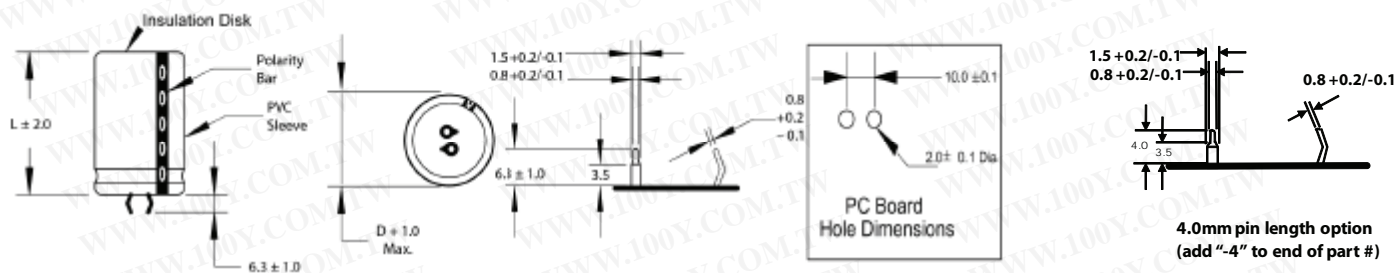 Insulation Disk
Polarity
Bar
PVC
Sleeve
L ± 2.0
6.3 ± 1.0
D + 1.0
Max.
1.5 +0.2/-0.1
0.8 +0.2/-0.1
6.3 ± 1.0
3.5
0.8
+0.2
– 0.1
10.0 ±0.1
2.0± 0.1 Dia
PC Board
Hole Dimensions
1.5 +0.2/-0.1
0.8 +0.2/-0.1
0.8 +0.2/-0.1
4.0
3.5
4.0mm pin length option
(add “-4” to end of part #)
WWW.100Y.COM.TW